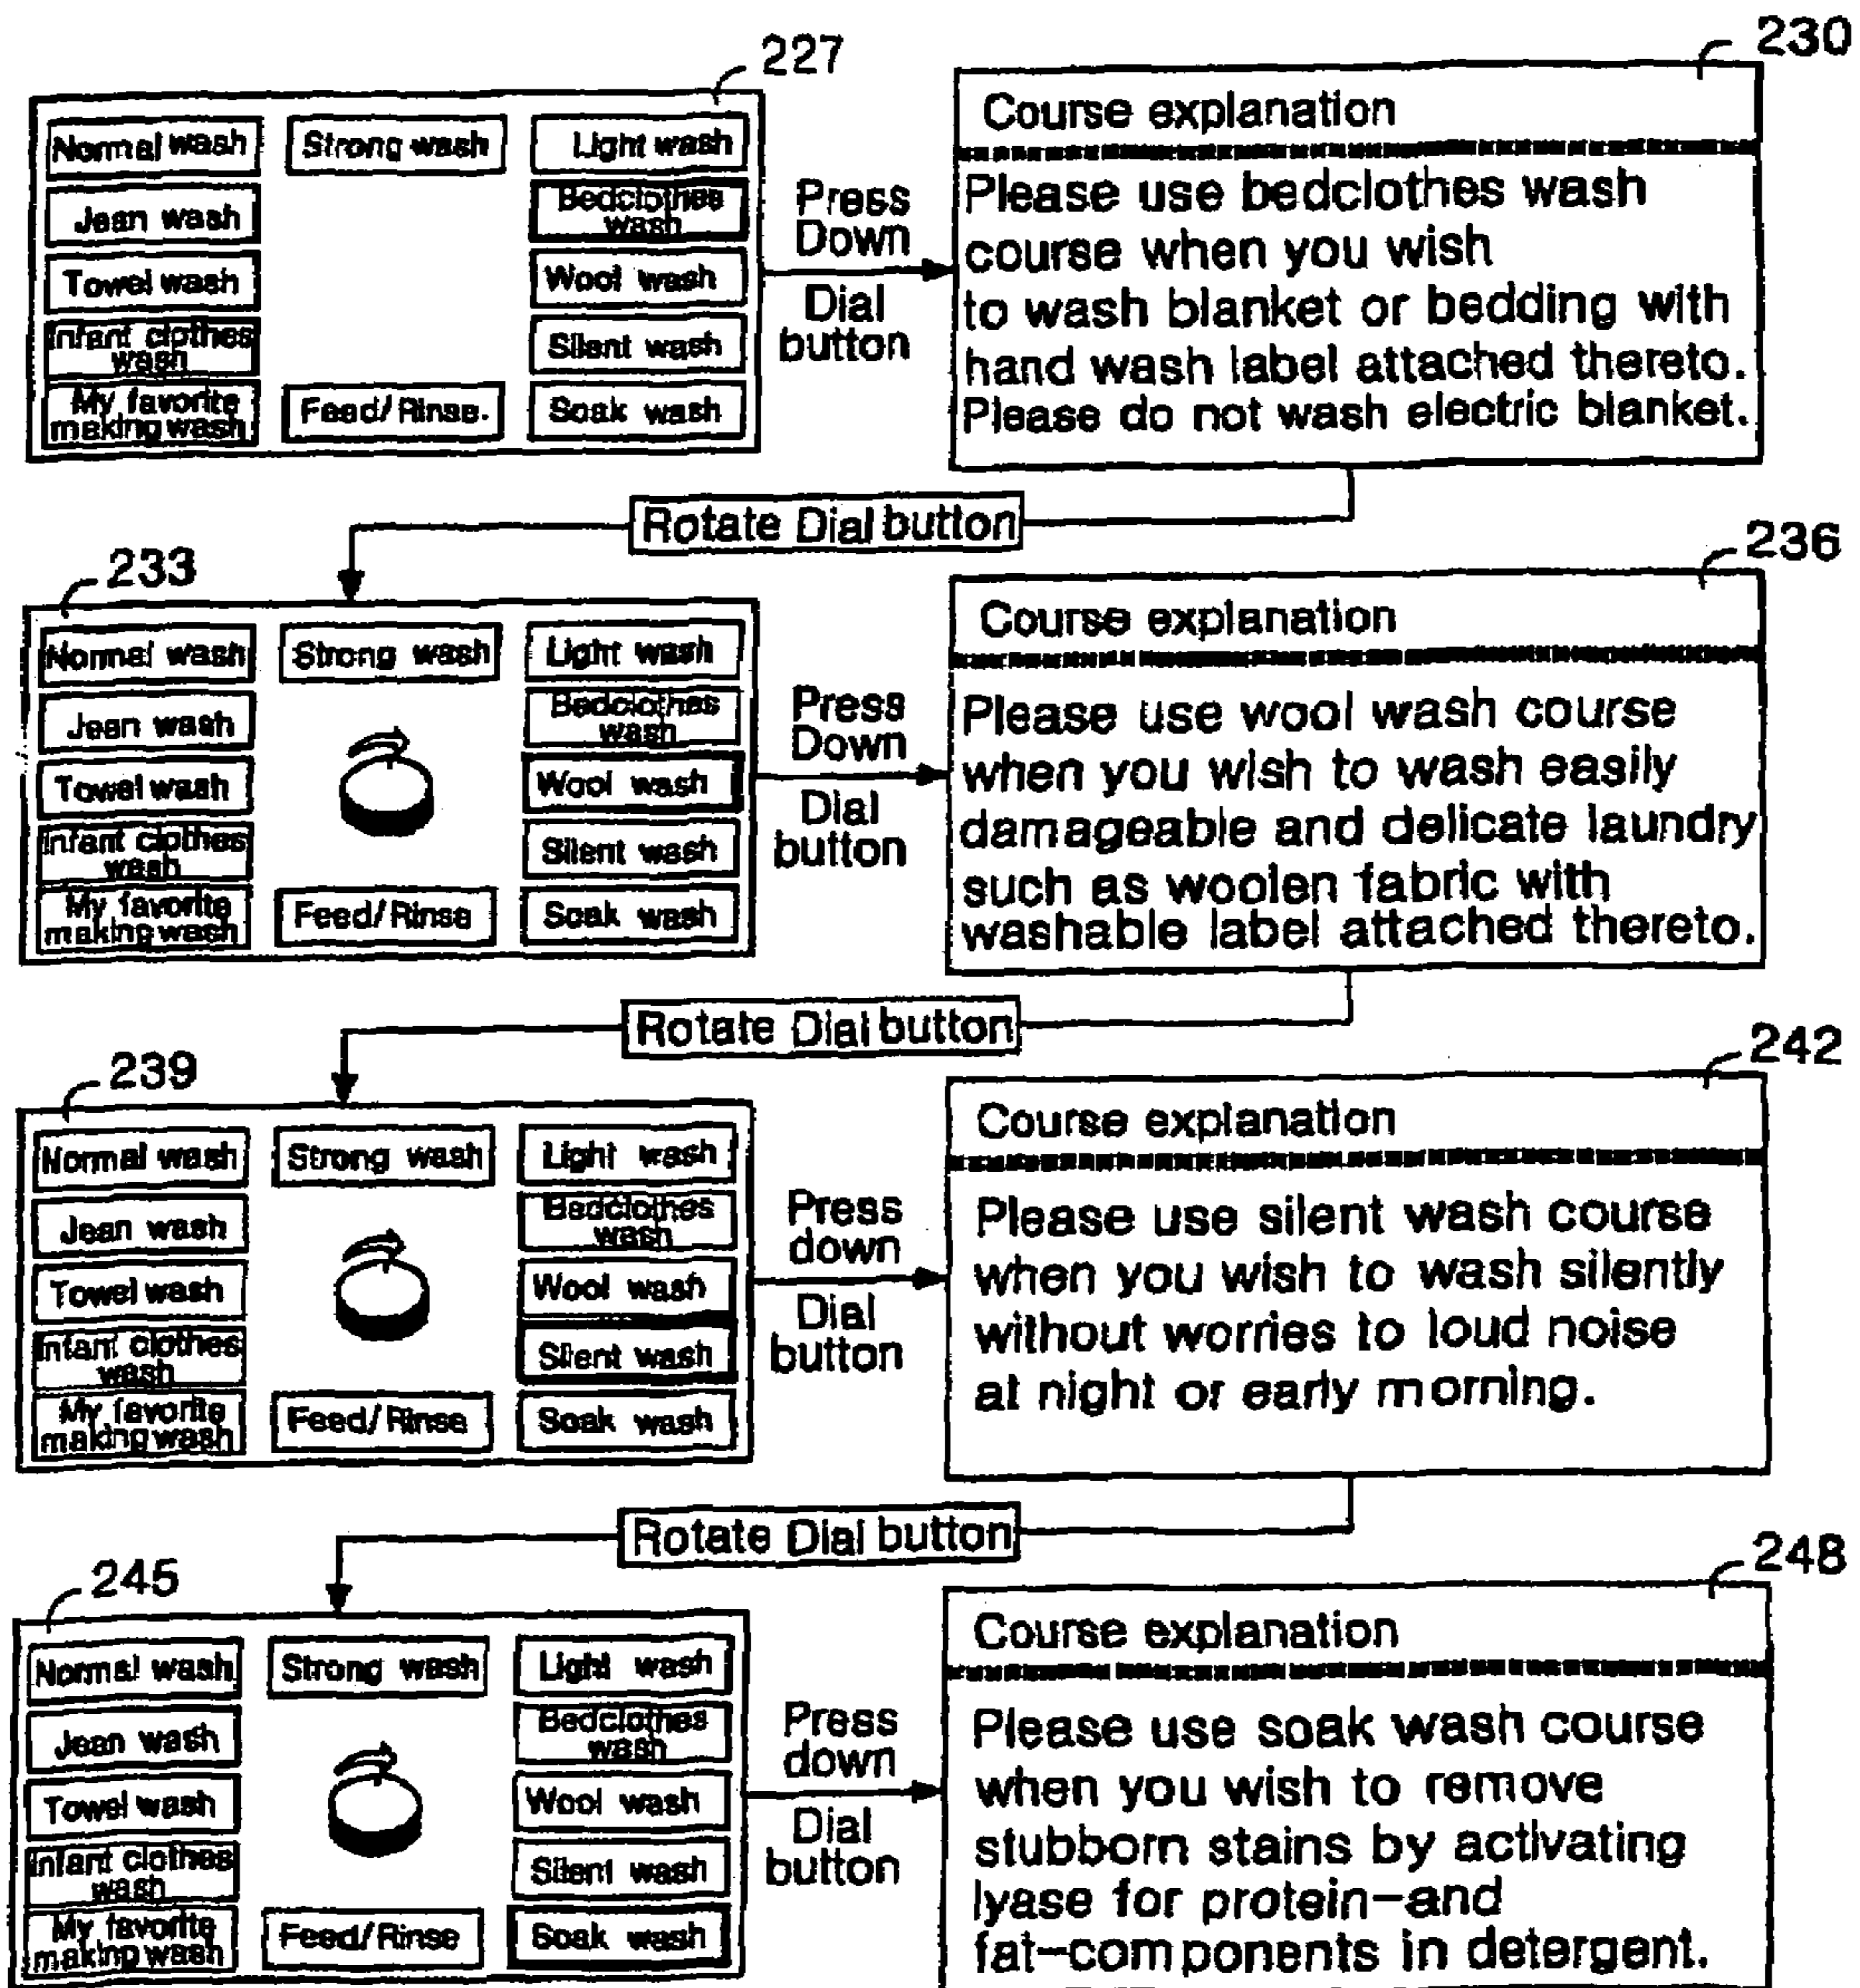 227
Normal wash
Strong wash
Light wash
Jean wash
Bedclothes
wash
Towel wash
Wool wash
Infant clothes
wash
Silent wash
My favorite
making wash
Feed/Rinse.
Soak wash
Press
Down
Dial
button
230
Course explanation
Please use bedclothes wash
course when you wish
to wash blanket or bedding with
hand wash label attached thereto.
Please do not wash electric blanket.
Rotate Dial button
233
Normal wash
Strong wash
Light wash
Jean wash
Bedclothes
wash
Towel wash
Wool wash
Infant clothes
wash
Silent wash
My favorite
making wash
Feed/Rinse
Soak wash
Press
Down
Dial
button
236
Course explanation
Please use wool wash course
when you wish to wash easily
damageable and delicate laundry
such as woolen fabric with
washable label attached thereto.
Rotate Dial button
239
Normal wash
Strong wash
Light wash
Jean wash
Bedclothes
wash
Towel wash
Wool wash
Infant clothes
wash
Silent wash
My favorite
making wash
Feed/Rinse
Soak wash
Press
down
Dial
button
242
Course explanation
Please use silent wash course
when you wish to wash silently
without worries to loud noise
at night or early morning.
Rotate Dial button
245
Normal wash
Strong wash
Light wash
Jean wash
Bedclothes
wash
Towel wash
Wool wash
Infant clothes
wash
Silent wash
My favorite
making wash
Feed/Rinse
Soak wash
Press
down
Dial
button
248
Course explanation
Please use soak wash course
when you wish to remove
stubborn stains by activating
lyase for protein-and
fat-components in detergent.